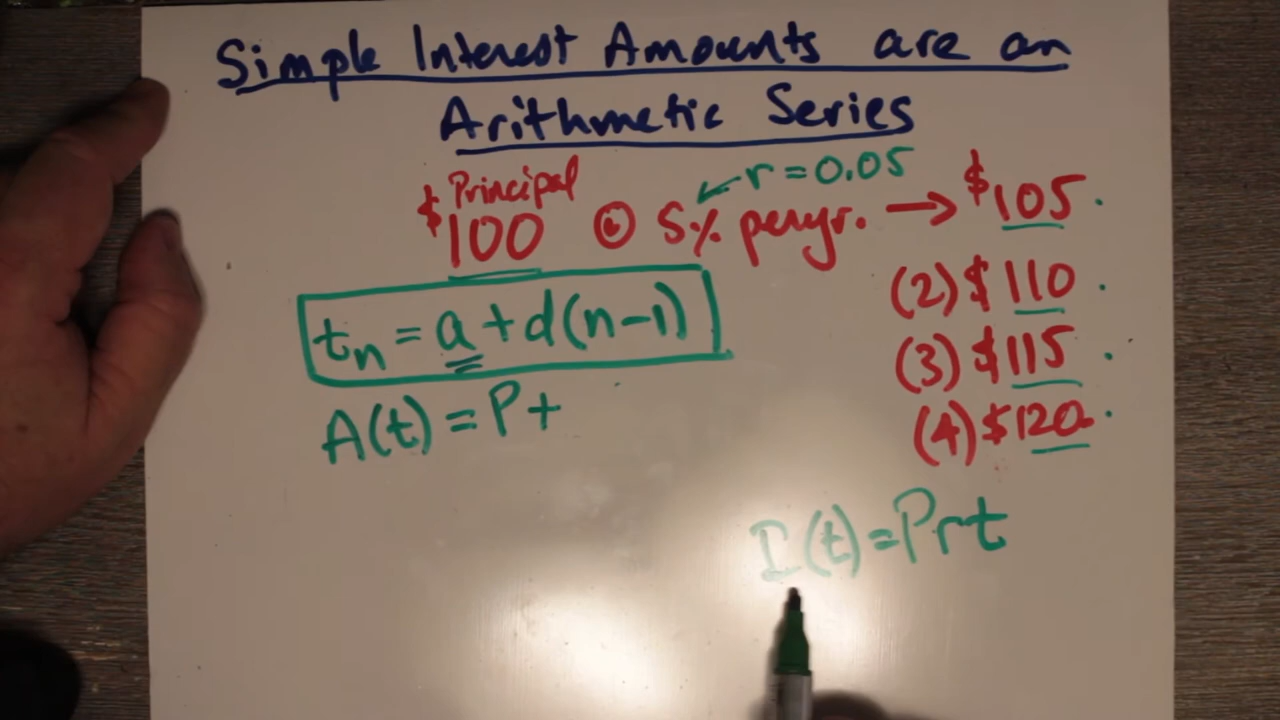 Simple Interest Amounts are an
Arithmetic Series
Principal
r = 0.05
$100 @ 5% per yr. → $105
(2) $110
tn = a + d(n-1)
(3) $115
A(t) = P+
(4) $120
I(t) = Prt